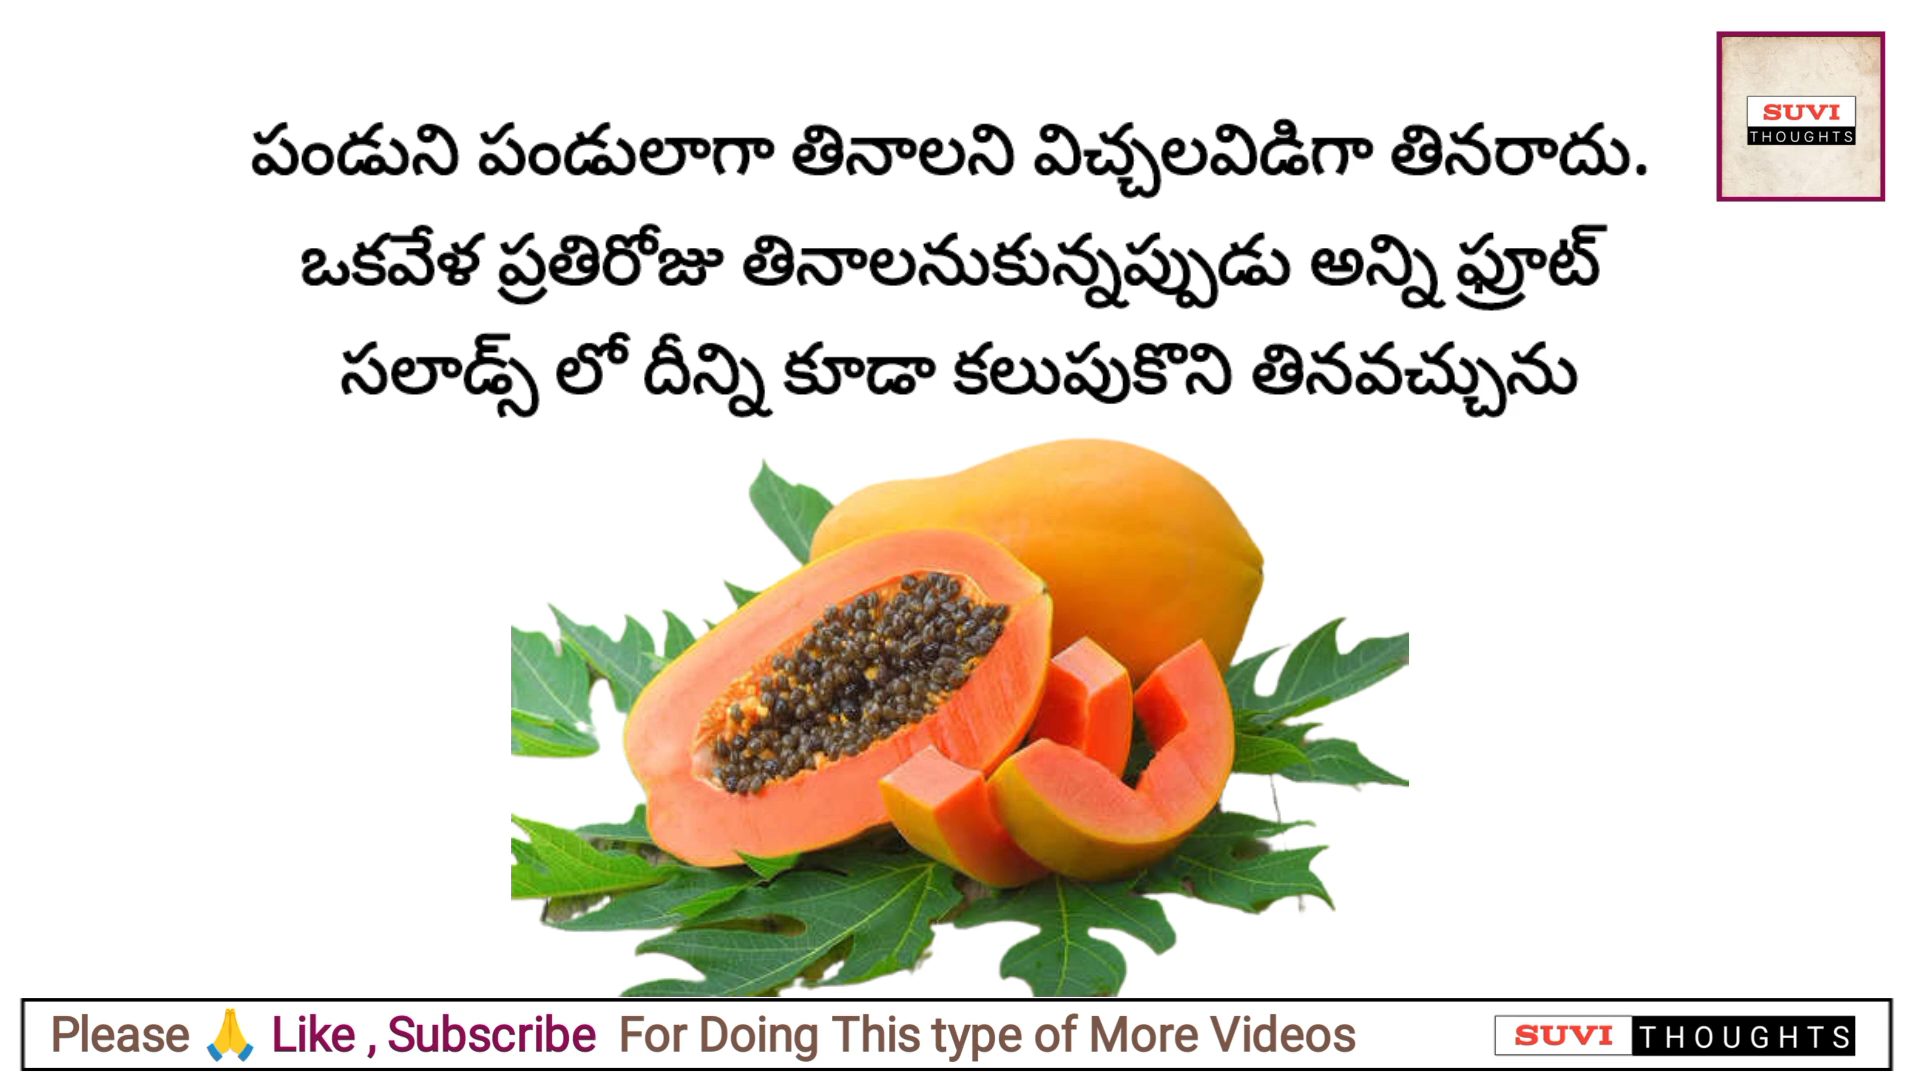 SUVI
THOUGHTS
పండుని పండులాగా తినాలని విచ్చలవిడిగా తినరాదు.
ఒకవేళ ప్రతిరోజు తినాలనుకున్నప్పుడు అన్ని ఫ్రూట్
సలాడ్స్ లో దీన్ని కూడా కలుపుకొని తినవచ్చును
Please 🙏 Like , Subscribe For Doing This type of More Videos
SUVI THOUGHTS